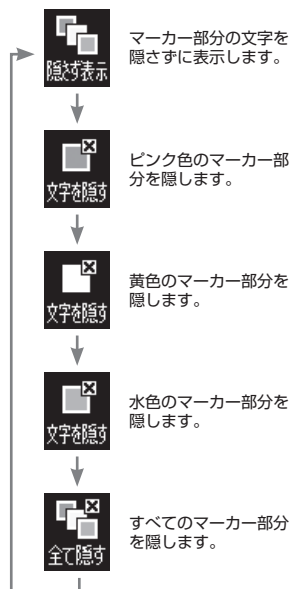 隠さず表示
マーカー部分の文字を
隠さずに表示します。
文字を隠す
ピンク色のマーカー部
分を隠します。
文字を隠す
黄色のマーカー部分を
隠します。
文字を隠す
水色のマーカー部分を
隠します。
全て隠す
すべてのマーカー部分
を隠します。